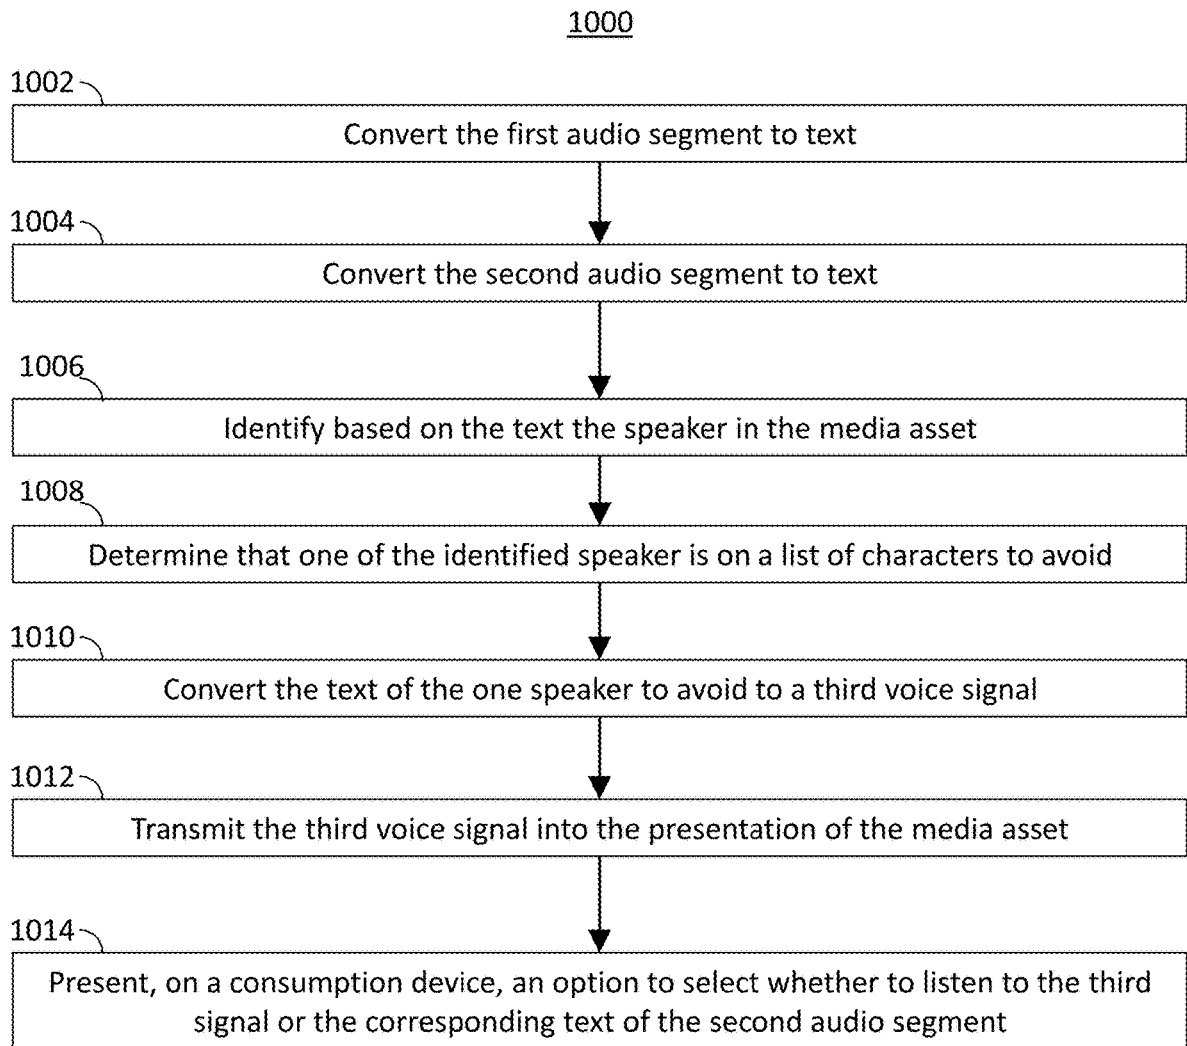 1000
1002
Convert the first audio segment to text
1004
Convert the second audio segment to text
1006
Identify based on the text the speaker in the media asset
1008
Determine that one of the identified speaker is on a list of characters to avoid
1010
Convert the text of the one speaker to avoid to a third voice signal
1012
Transmit the third voice signal into the presentation of the media asset
1014
Present, on a consumption device, an option to select whether to listen to the third
signal or the corresponding text of the second audio segment